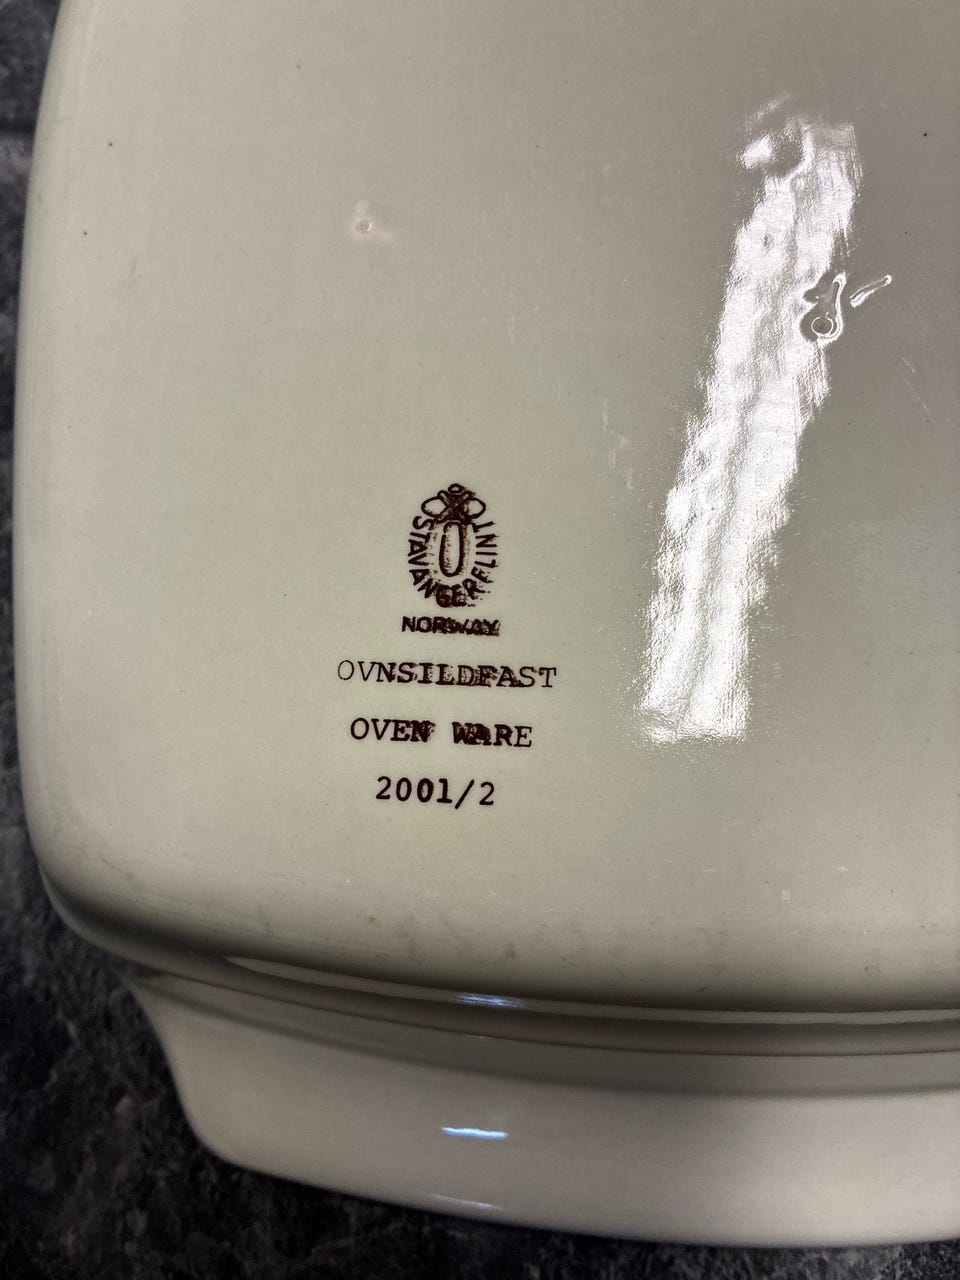 STAVANGERFLINT
NORWAY
OVNSILDFAST
OVEN WARE
2001/2